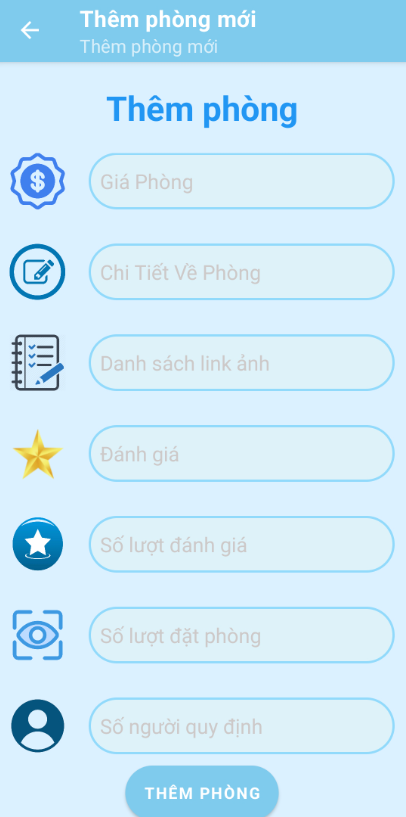 Thêm phòng mới
Thêm phòng mới
Thêm phòng
$
Giá Phòng
Chi Tiết Về Phòng
Danh sách link ảnh
Đánh giá
Số lượt đánh giá
Số lượt đặt phòng
Số người quy định
THÊM PHÒNG